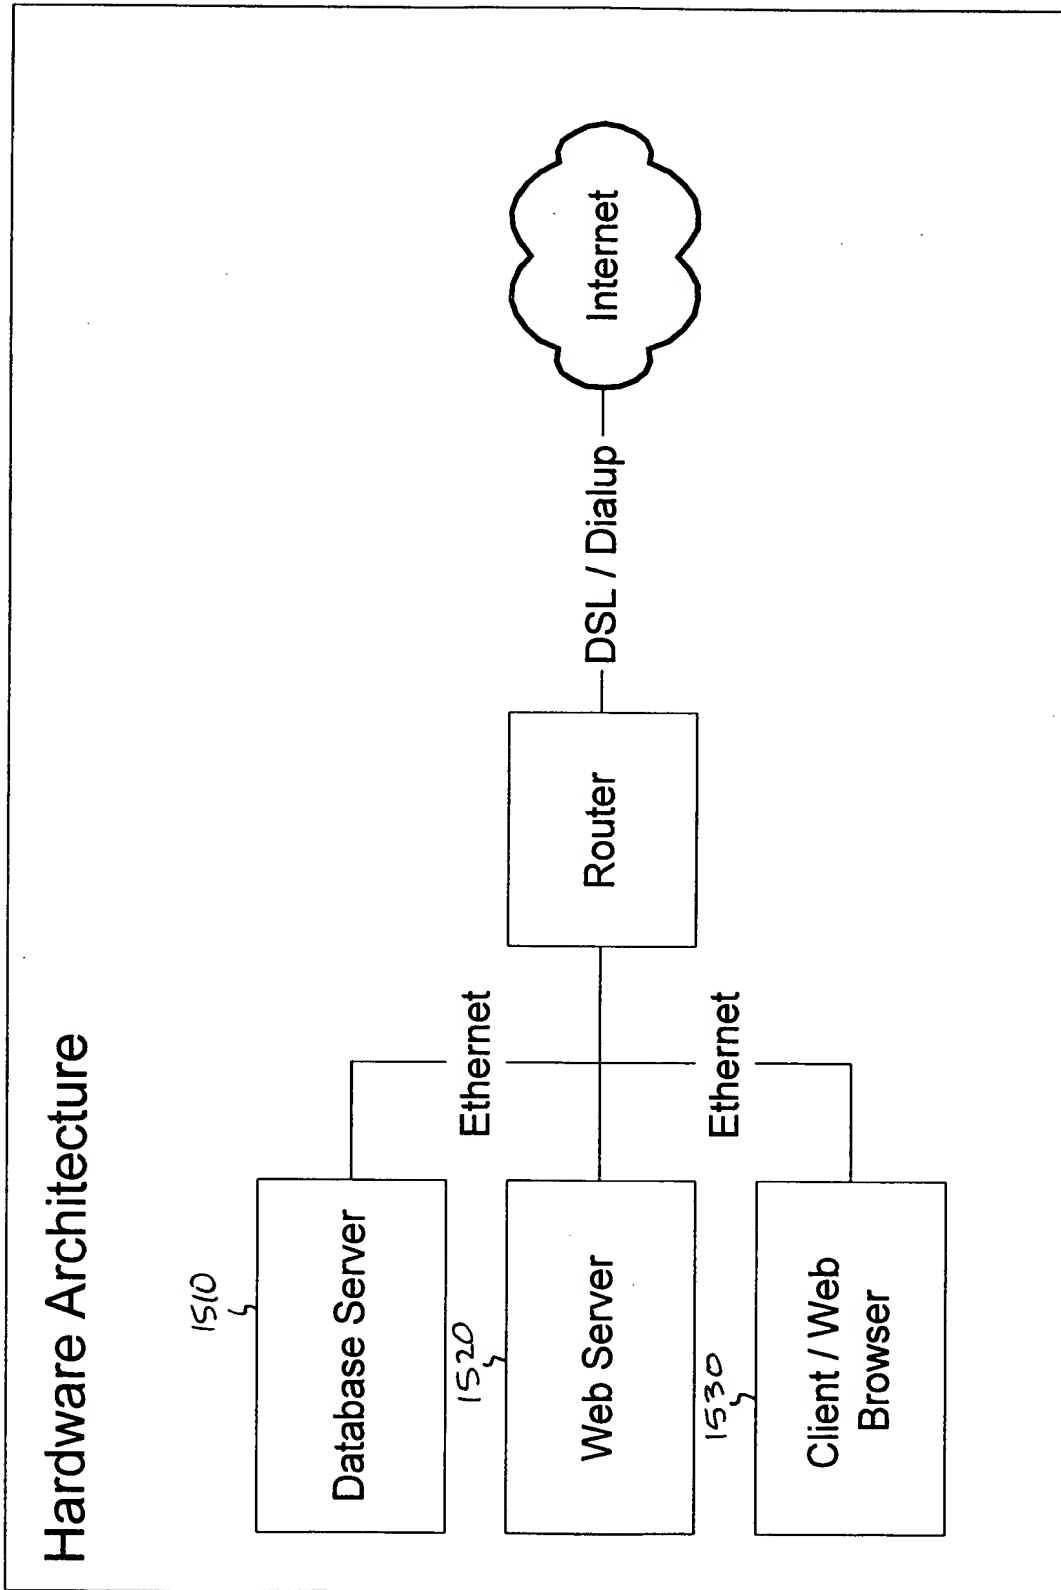 Hardware Architecture
1510
Database Server
Ethernet
1520
Web Server
Router
DSL / Dialup
Internet
1530
Ethernet
Client / Web
Browser